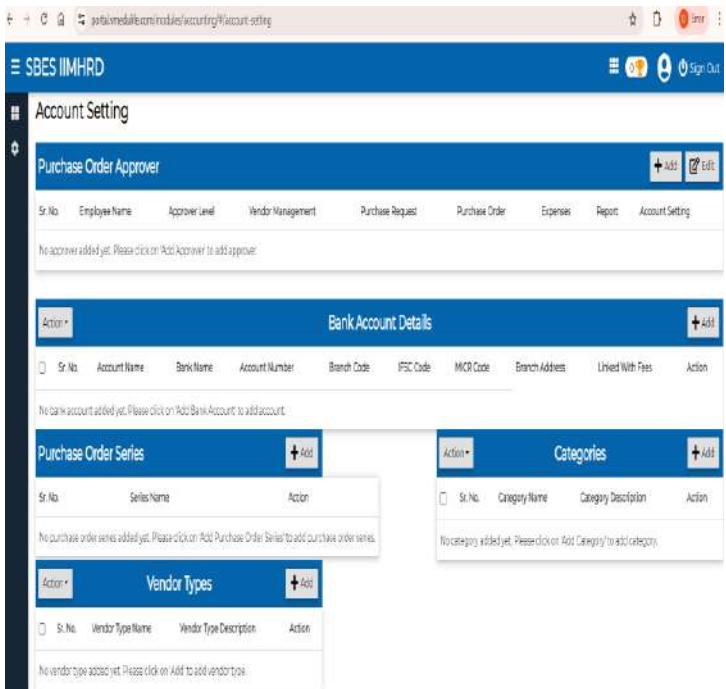 portal.vmedulife.com/modules/accounting/#/account-setting
Error
SBES IIMHRD
0
Sign Out
Account Setting
Purchase Order Approver
Add
Edit
Sr. No. Employee Name Approver Level Vendor Management Purchase Request Purchase Order Expenses Report Account Setting
No approver added yet. Please click on 'Add Approver' to add approver.
Action
Bank Account Details
Add
Sr. No. Account Name Bank Name Account Number Branch Code IFSC Code MICR Code Branch Address Linked With Fees Action
No bank account added yet. Please click on 'Add Bank Account' to add account.
Purchase Order Series
Add
Sr. No. Series Name Action
No purchase order series added yet. Please click on 'Add Purchase Order Series' to add purchase order series.
Action
Categories
Add
Sr. No. Category Name Category Description Action
No category added yet. Please click on 'Add Category' to add category.
Action
Vendor Types
Add
Sr. No. Vendor Type Name Vendor Type Description Action
No vendor type added yet. Please click on 'Add' to add vendor type.